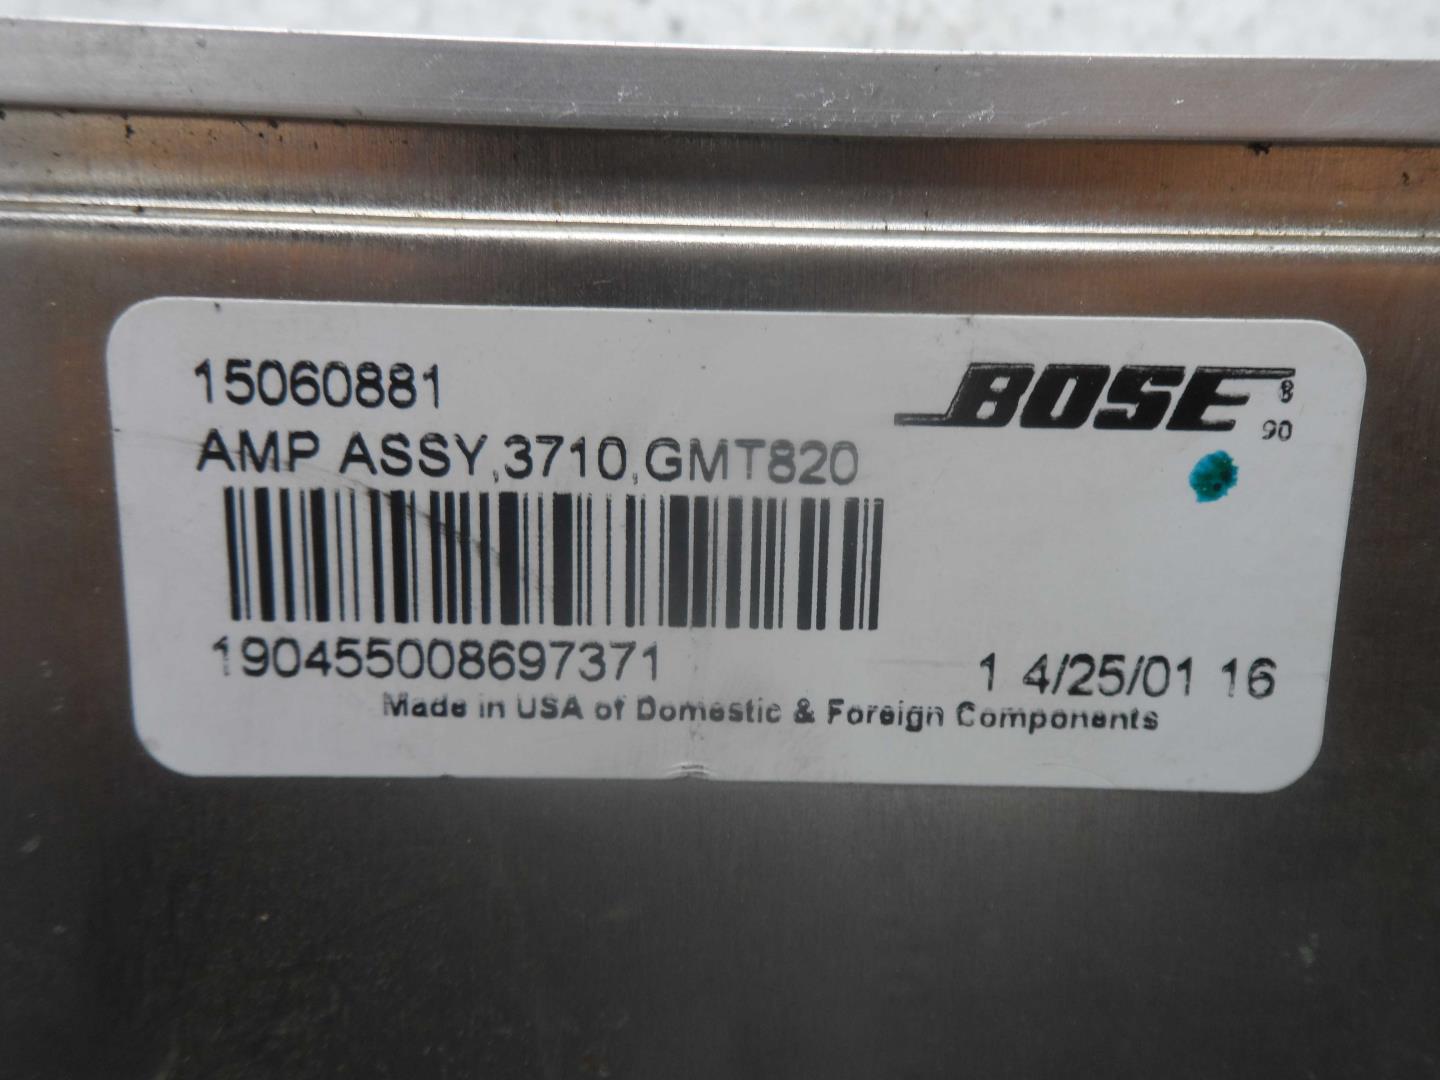 15060881
BOSE 8
90
AMP ASSY,3710,GMT820
190455008697371
1 4/25/01 16
Made in USA of Domestic & Foreign Components